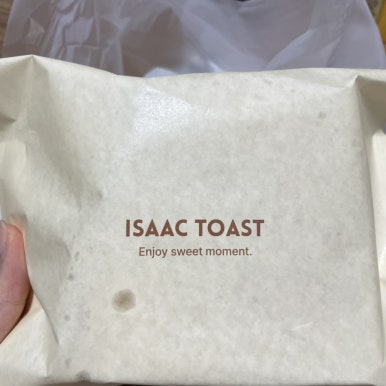 ISAAC TOAST
Enjoy sweet moment.